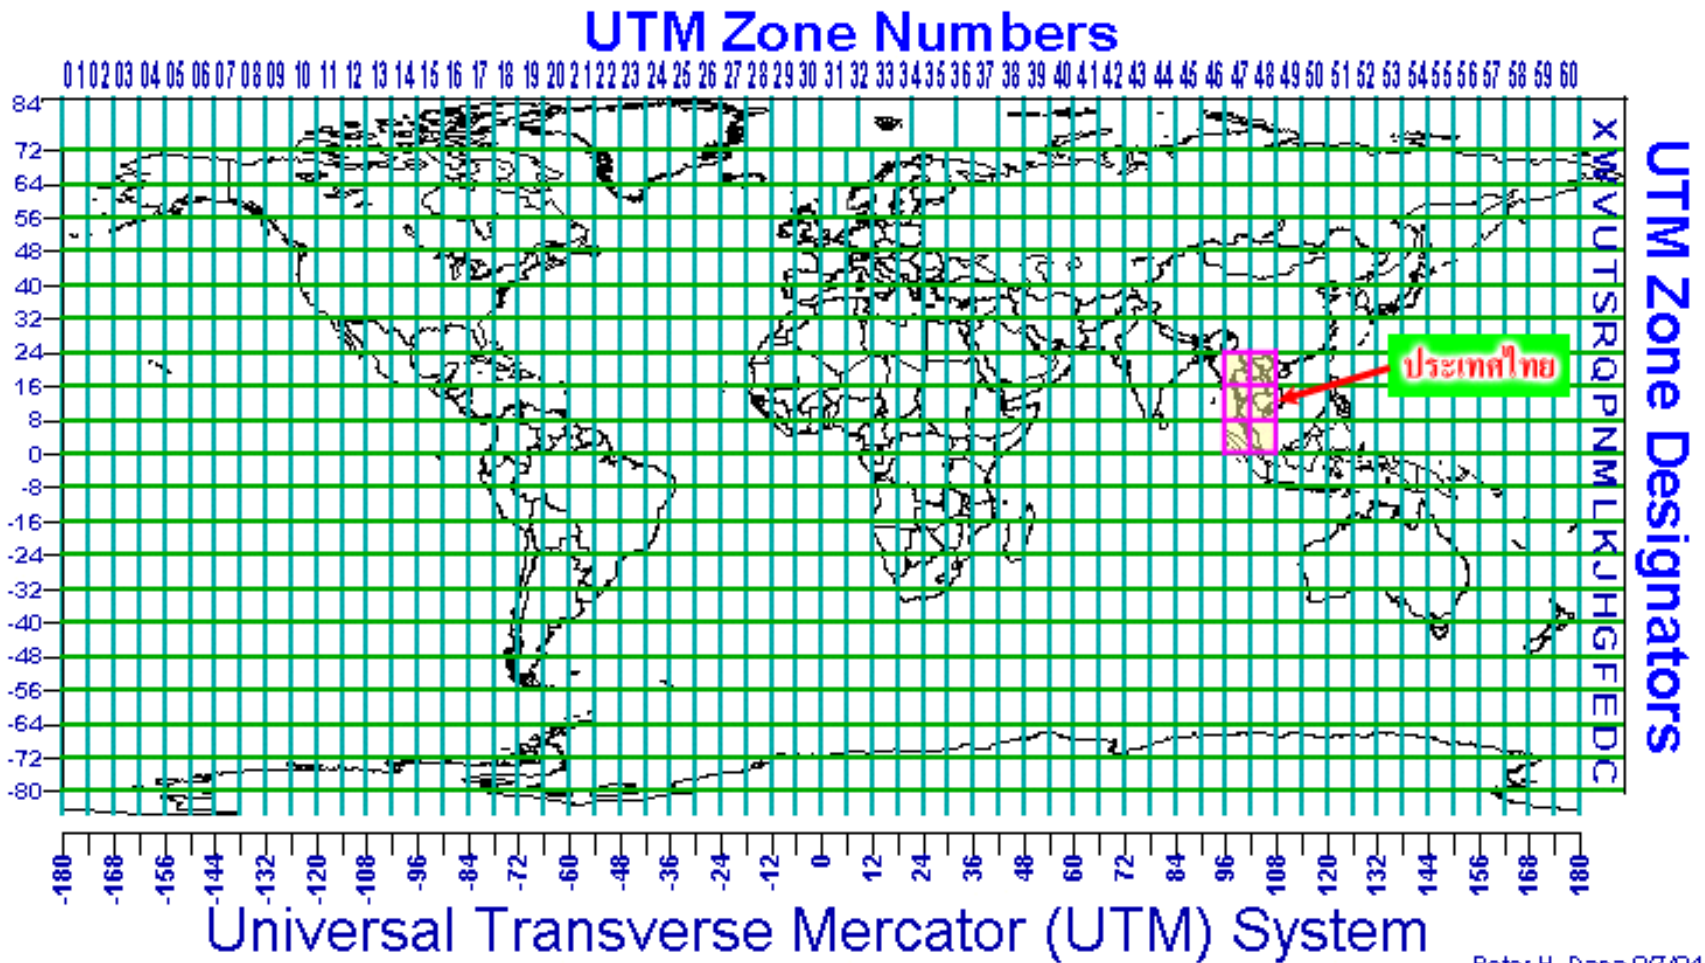 UTM Zone Numbers
01 02 03 04 05 06 07 08 09 10 11 12 13 14 15 16 17 18 19 20 21 22 23 24 25 26 27 28 29 30 31 32 33 34 35 36 37 38 39 40 41 42 43 44 45 46 47 48 49 50 51 52 53 54 55 56 57 58 59 60
84
72
64
56
48
40
32
24
16
8
0
-8
-16
-24
-32
-40
-48
-56
-64
-72
-80
ประเทศไทย
X
W
V
U
T
S
R
Q
P
N
M
L
K
J
H
G
F
E
D
C
UTM Zone Designators
-180 -168 -156 -144 -132 -120 -108 -96 -84 -72 -60 -48 -36 -24 -12 0 12 24 36 48 60 72 84 96 108 120 132 144 156 168 180
Universal Transverse Mercator (UTM) System